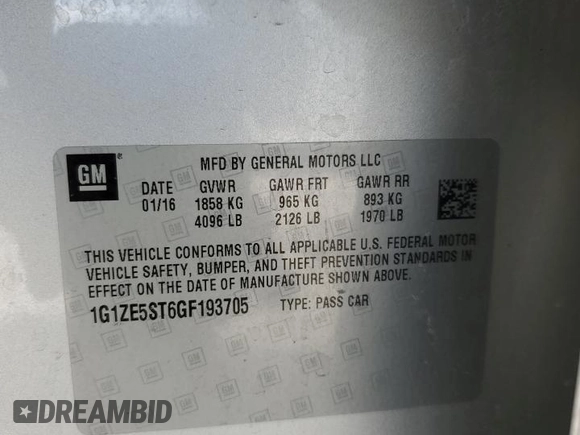 GM
MFD BY GENERAL MOTORS LLC
DATE GVWR GAWR FRT GAWR RR
01/16 1858 KG 965 KG 893 KG
4096 LB 2126 LB 1970 LB
THIS VEHICLE CONFORMS TO ALL APPLICABLE U.S. FEDERAL MOTOR
VEHICLE SAFETY, BUMPER, AND THEFT PREVENTION STANDARDS IN
EFFECT ON THE DATE OF MANUFACTURE SHOWN ABOVE.
1G1ZE5ST6GF193705 TYPE: PASS CAR
DREAMBID